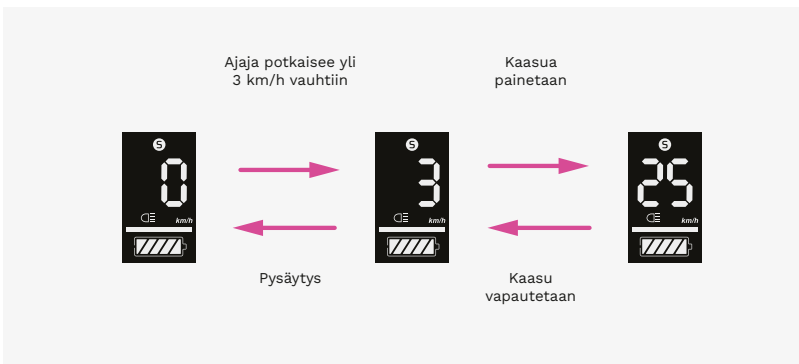 Ajaja potkaisee yli
3 km/h vauhtiin
Kaasua
painetaan
S
0
km/h
S
3
km/h
S
25
km/h
Pysäytys
Kaasu
vapautetaan